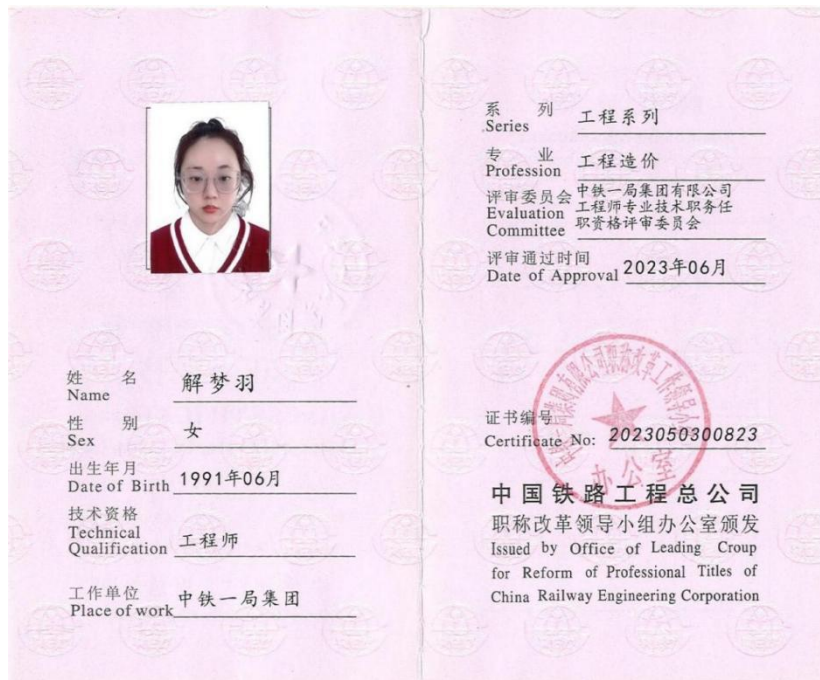 姓 名
Name 解梦羽
性 别
Sex 女
出生年月
Date of Birth 1991年06月
技术资格
Technical
Qualification 工程师
工作单位
Place of work 中铁一局集团
系 列
Series 工程系列
专 业
Profession 工程造价
评审委员会
Evaluation
Committee
中铁一局集团有限公司
工程师专业技术职务任
职资格评审委员会
评审通过时间
Date of Approval 2023年06月
证书编号
Certificate No: 2023050300823
办公室
中国铁路工程总公司
职称改革领导小组办公室颁发
Issued by Office of Leading Croup
for Reform of Professional Titles of
China Railway Engineering Corporation